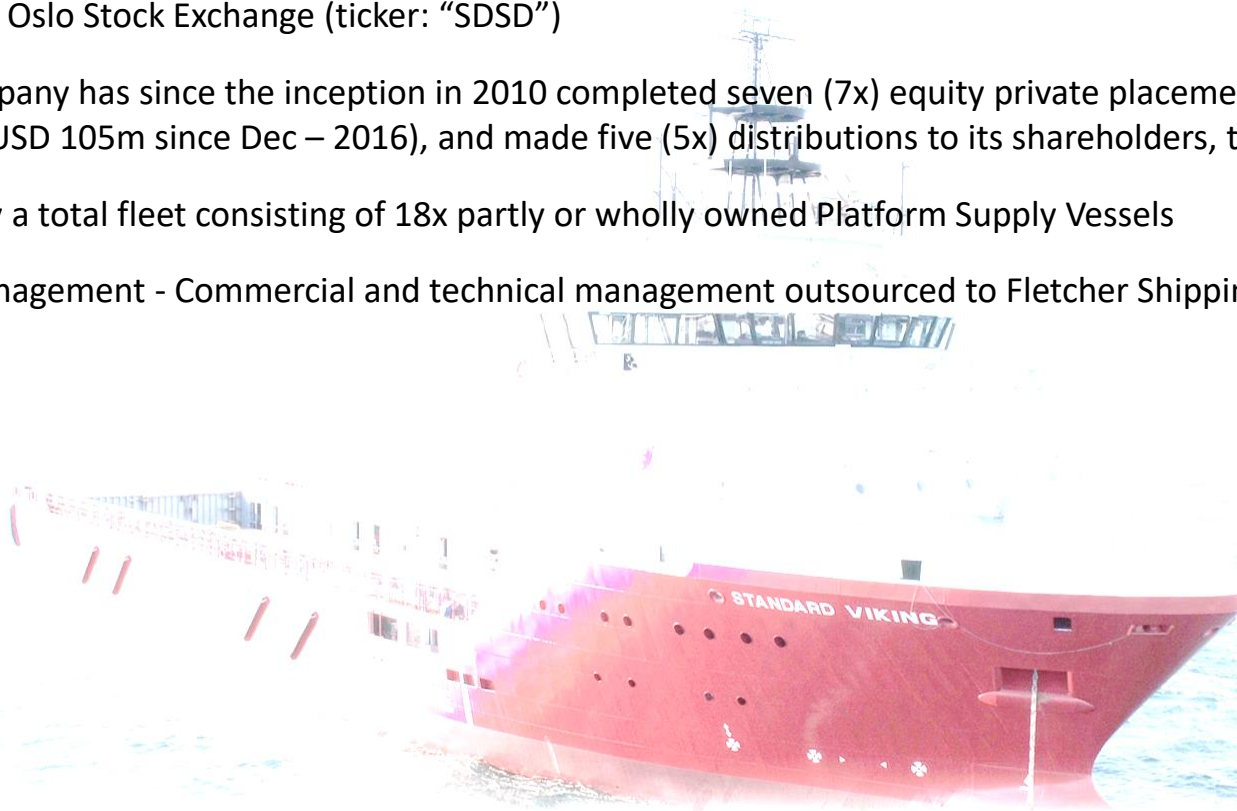 Oslo Stock Exchange (ticker: “SDSD”)
pany has since the inception in 2010 completed seven (7x) equity private placeme
USD 105m since Dec – 2016), and made five (5x) distributions to its shareholders, t
a total fleet consisting of 18x partly or wholly owned Platform Supply Vessels
nagement - Commercial and technical management outsourced to Fletcher Shippin
STANDARD VIKING